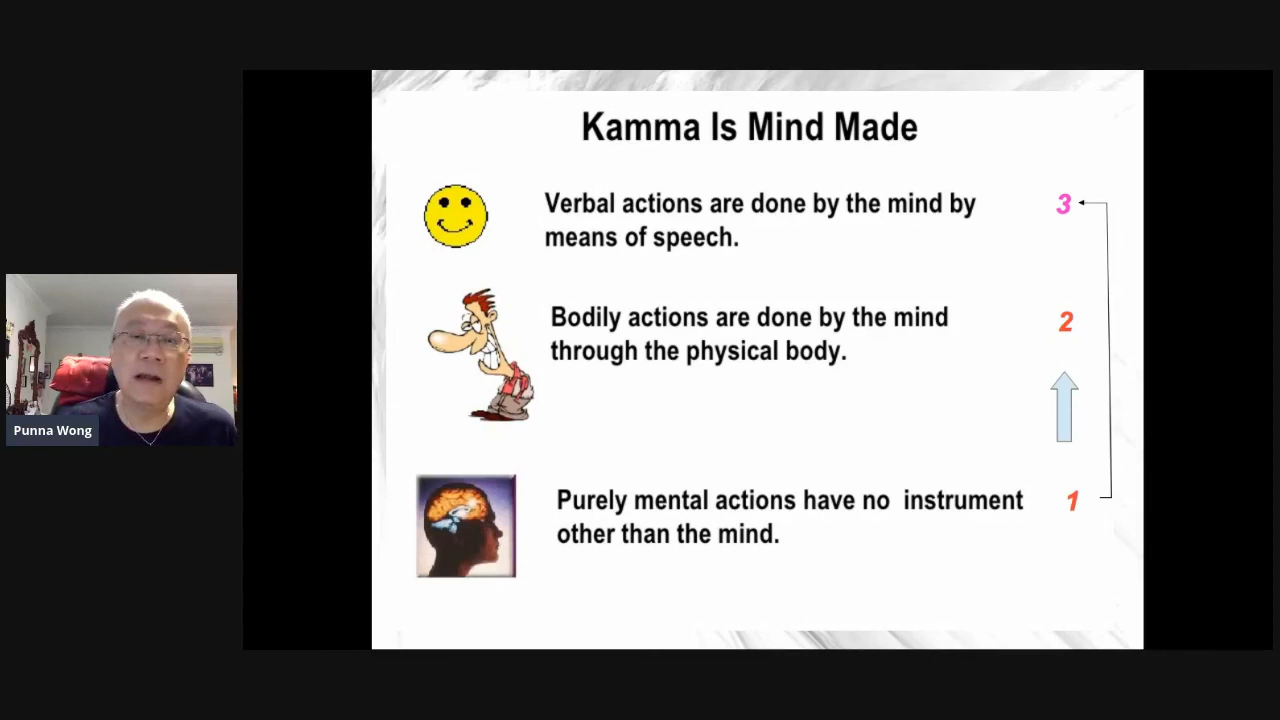 Kamma Is Mind Made
Verbal actions are done by the mind by
means of speech.
3
Bodily actions are done by the mind
through the physical body.
2
Punna Wong
Purely mental actions have no instrument
other than the mind.
1